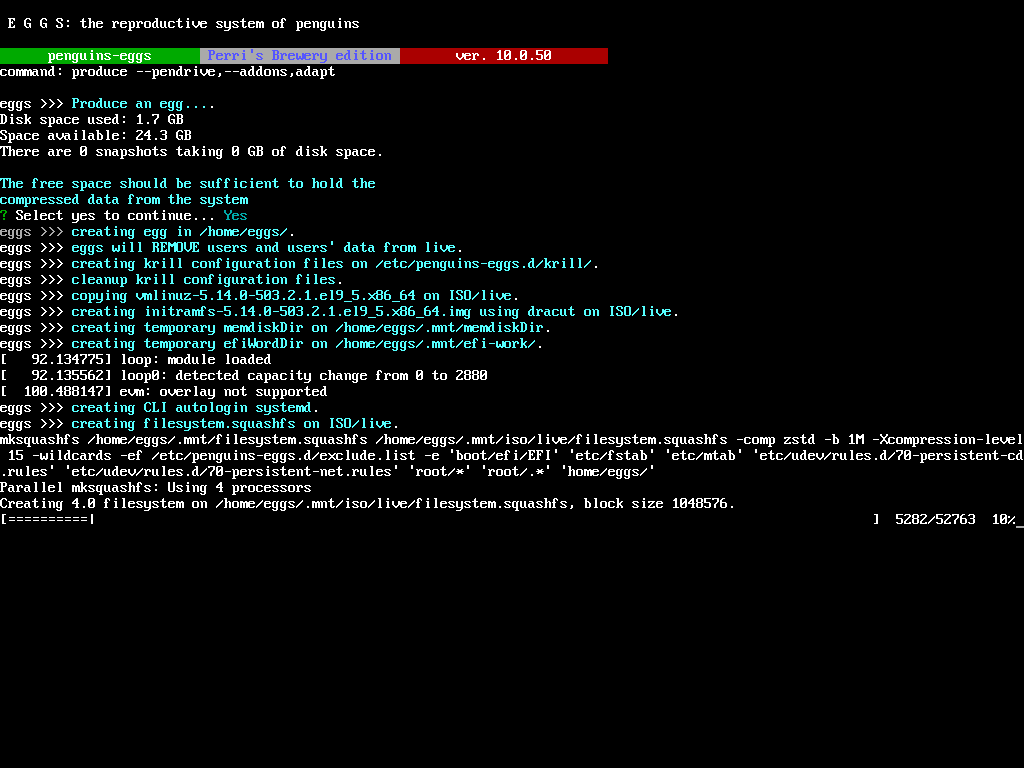 E G G S: the reproductive system of penguins
penguins-eggs Perri's Brewery edition ver. 10.0.50
command: produce --pendrive,--addons,adapt
eggs >>> Produce an egg....
Disk space used: 1.7 GB
Space available: 24.3 GB
There are 0 snapshots taking 0 GB of disk space.
The free space should be sufficient to hold the
compressed data from the system
? Select yes to continue... Yes
eggs >>> creating egg in /home/eggs/.
eggs >>> eggs will REMOVE users and users' data from live.
eggs >>> creating krill configuration files on /etc/penguins-eggs.d/krill/.
eggs >>> cleanup krill configuration files.
eggs >>> copying vmlinuz-5.14.0-503.2.1.el9_5.x86_64 on ISO/live.
eggs >>> creating initramfs-5.14.0-503.2.1.el9_5.x86_64.img using dracut on ISO/live.
eggs >>> creating temporary memdiskDir on /home/eggs/.mnt/memdiskDir.
eggs >>> creating temporary efiWordDir on /home/eggs/.mnt/efi-work/.
[   92.134775] loop: module loaded
[   92.135562] loop0: detected capacity change from 0 to 2880
[  100.488147] evm: overlay not supported
eggs >>> creating CLI autologin systemd.
eggs >>> creating filesystem.squashfs on ISO/live.
mksquashfs /home/eggs/.mnt/filesystem.squashfs /home/eggs/.mnt/iso/live/filesystem.squashfs -comp zstd -b 1M -Xcompression-level
 15 -wildcards -ef /etc/penguins-eggs.d/exclude.list -e 'boot/efi/EFI' 'etc/fstab' 'etc/mtab' 'etc/udev/rules.d/70-persistent-cd
.rules' 'etc/udev/rules.d/70-persistent-net.rules' 'root/*' 'root/.*' 'home/eggs/'
Parallel mksquashfs: Using 4 processors
Creating 4.0 filesystem on /home/eggs/.mnt/iso/live/filesystem.squashfs, block size 1048576.
[==========| ] 5282/52763 10%_